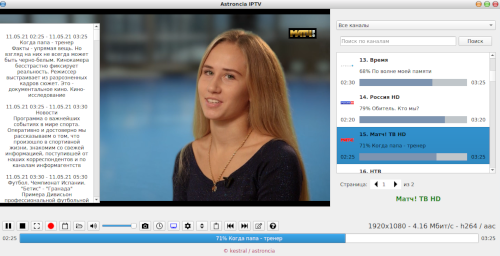 Astroncia IPTV
11.05.21 02:25 - 11.05.21 03:25
Когда папа - тренер
Факты - упрямая вещь. Но
взгляд на них не всегда может
быть черно-белым. Кинокамера
бесстрастно фиксирует
реальность. Режиссер
выстраивает из разрозненных
кадров сюжет. Это -
документальное кино. Кино-
исследование
11.05.21 03:25 - 11.05.21 03:30
Новости
Программа о важнейших
событиях в мире спорта.
Оперативно и достоверно мы
рассказываем о том, что
произошло в спортивной
жизни, знакомим со свежей
информацией, поступившей от
наших корреспондентов и по
каналам информагентств
11.05.21 03:30 - 11.05.21 05:30
Футбол. Чемпионат Испании.
"Бетис" - "Гранада"
Примера Дивисьон
профессиональной футбольной
МАТЧ!
Все каналы
Поиск по каналам
Поиск
13. Время
68% По волне моей памяти
02:30 03:25
14. Россия HD
79% Обитель. Кто мы?
02:20 03:20
15. Матч! ТВ HD
71% Когда папа - тренер
02:25 03:25
16. НТВ
Страница: 1 из 2
Матч! ТВ HD
1920x1080 - 4.16 Мбит/с - h264 / aac
02:25 71% Когда папа - тренер 03:25
© kestral / astroncia